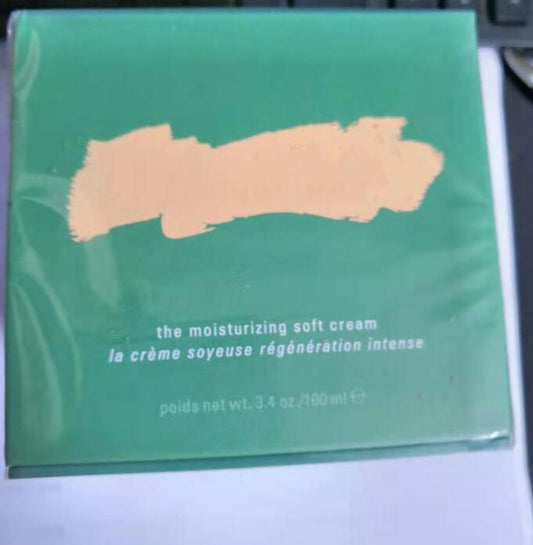 the moisturizing soft cream
la crème soyeuse régénération intense
poids net wt. 3.4 oz./100 ml ℮